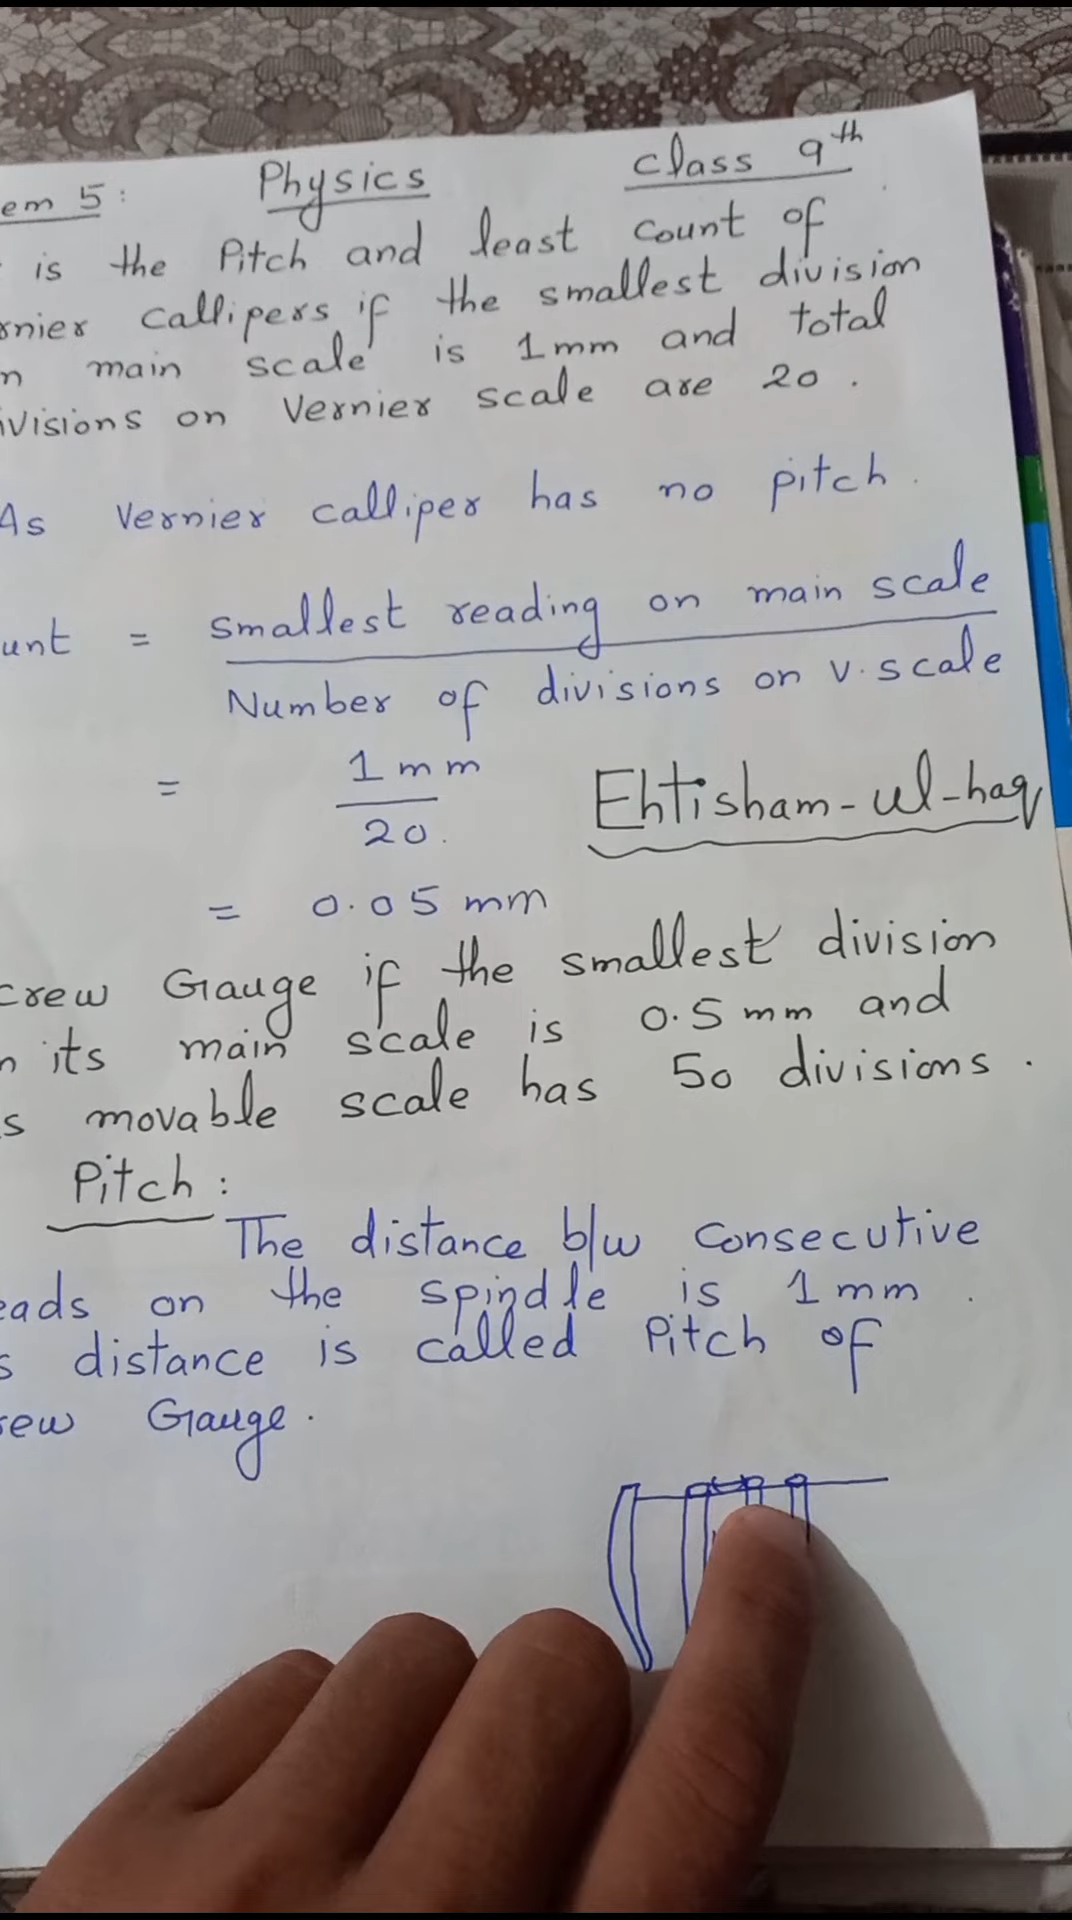 em 5: Physics class 9th
is the Pitch and least count of
rnier callipers if the smallest division
n main scale is 1mm and total
ivisions on Vernier scale are 20.
As Vernier calliper has no pitch.
unt = smallest reading on main scale
Number of divisions on v.scale
= 1mm
20.
Ehtisham-ul-haq
= 0.05 mm
crew Gauge if the smallest division
n its main scale is 0.5mm and
s movable scale has 50 divisions.
Pitch:
The distance b/w consecutive
eads on the spindle is 1mm.
s distance is called Pitch of
rew Gauge.